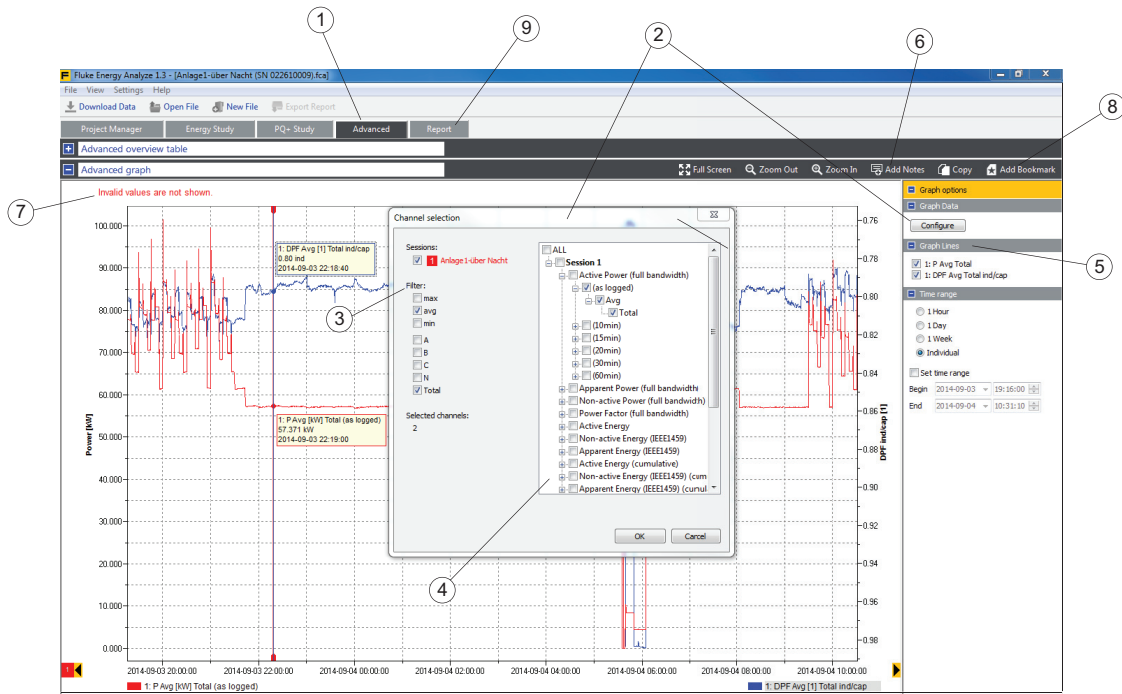 1
9
2
6
8
7
3
5
4
F Fluke Energy Analyze 1.3 - [Anlage1-über Nacht (SN 022610009).fca]
File View Settings Help
Download Data Open File New File Export Report
Project Manager Energy Study PQ+ Study Advanced Report
Advanced overview table
Advanced graph Full Screen Zoom Out Zoom In Add Notes Copy Add Bookmark
Invalid values are not shown.
Power [kW]
100.000
90.000
80.000
70.000
60.000
50.000
40.000
30.000
20.000
10.000
0.000
1: DPF Avg [1] Total ind/cap
0.80 ind
2014-09-03 22:18:40
1: P Avg [kW] Total (as logged)
57.371 kW
2014-09-03 22:19:00
Channel selection
Sessions:
1 Anlage1-über Nacht
Filter:
max
avg
min
A
B
C
N
Total
Selected channels:
2
ALL
Session 1
Active Power (full bandwidth)
(as logged)
Avg
Total
(10min)
(15min)
(20min)
(30min)
(60min)
Apparent Power (full bandwidth
Non-active Power (full bandwidth)
Power Factor (full bandwidth)
Active Energy
Non-active Energy (IEEE1459)
Apparent Energy (IEEE1459)
Active Energy (cumulative)
Non-active Energy (IEEE1459) (cum
Apparent Energy (IEEE1459) (cumul
OK Cancel
0.76
0.78
0.80
0.82
0.84
0.86
0.88
0.90
0.92
0.94
0.96
0.98
DPF ind/cap [1]
Graph options
Graph Data
Configure
Graph Lines
1: P Avg Total
1: DPF Avg Total ind/cap
Time range
1 Hour
1 Day
1 Week
Individual
Set time range
Begin 2014-09-03 19:16:00
End 2014-09-04 10:31:10
1
2014-09-03 20:00:00 2014-09-03 22:00:00 2014-09-04 00:00:00 2014-09-04 02:00:00 2014-09-04 04:00:00 2014-09-04 06:00:00 2014-09-04 08:00:00 2014-09-04 10:00:00
1: P Avg [kW] Total (as logged) 1: DPF Avg [1] Total ind/cap